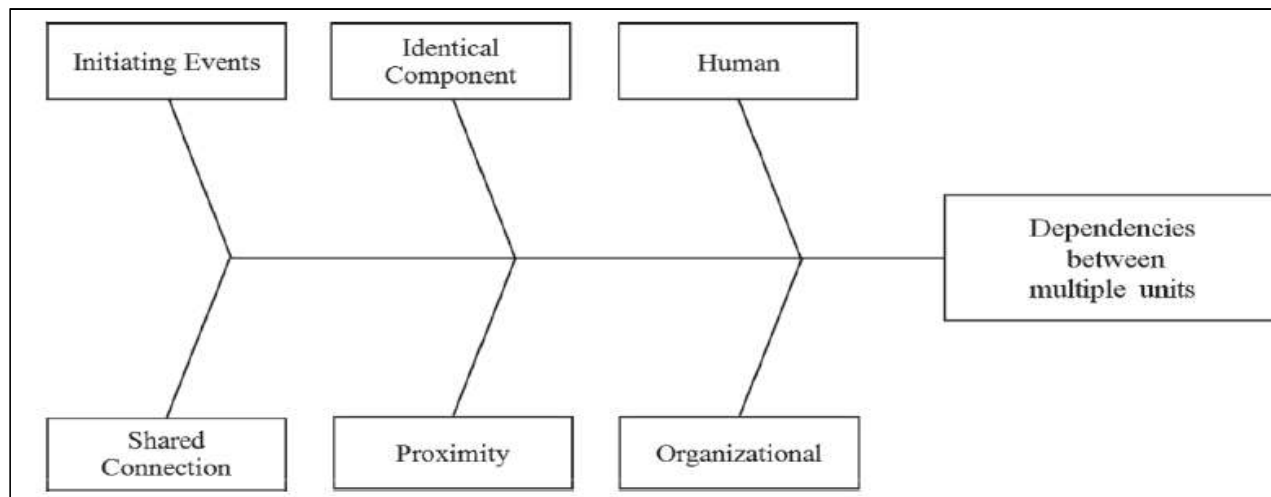 Initiating Events
Identical
Component
Human
Dependencies
between
multiple units
Shared
Connection
Proximity
Organizational